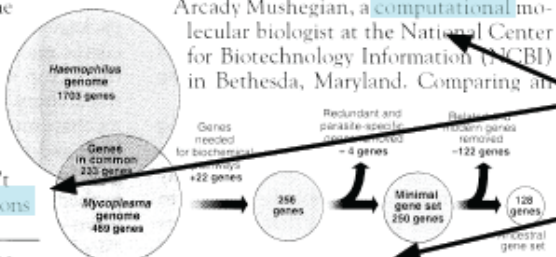 Arcady Mushegian, a computational mo-
lecular biologist at the National Center
for Biotechnology Information (NCBI)
in Bethesda, Maryland. Comparing an
Haemophilus
genome
1703 genes
Genes
in common
233 genes
Mycoplasma
genome
469 genes
Genes
needed
for biochemical
pathways
+22 genes
256
genes
Redundant and
parasite-specific
genes removed
– 4 genes
Minimal
gene set
250 genes
modern genes
removed
–122 genes
128
genes
Ancestral
gene set
ons